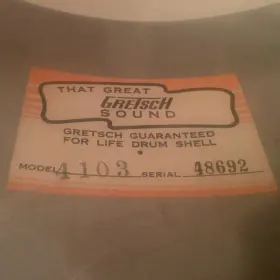 THAT GREAT
GRETSCH
SOUND
GRETSCH GUARANTEED
FOR LIFE DRUM SHELL
MODEL 4103 SERIAL 48692